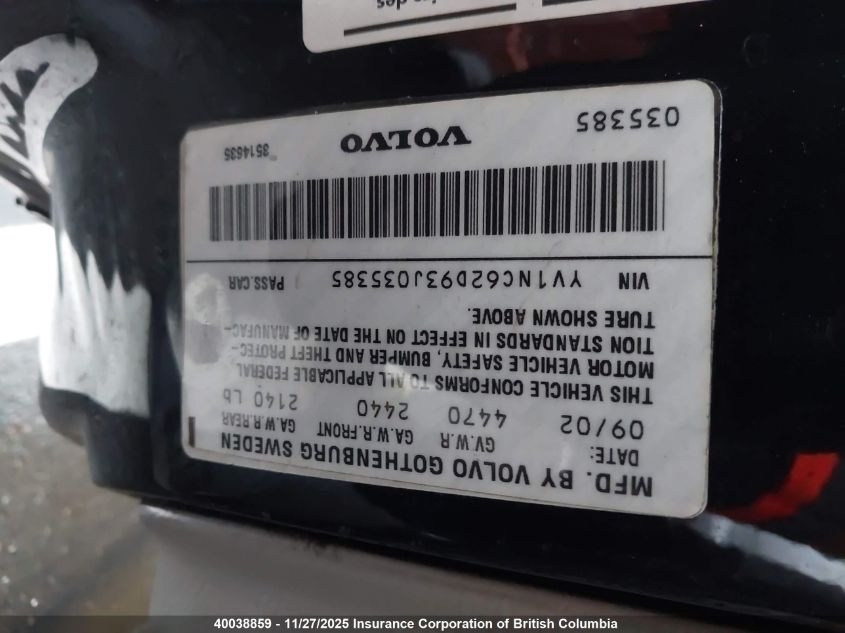 MFD. BY VOLVO GOTHENBURG SWEDEN
DATE: GV.W.R GA.W.R.FRONT GA.W.R.REAR
09/02 4470 2440 2140 Lb
THIS VEHICLE CONFORMS TO ALL APPLICABLE FEDERAL
MOTOR VEHICLE SAFETY, BUMPER AND THEFT PROTEC-
TION STANDARDS IN EFFECT ON THE DATE OF MANUFAC-
TURE SHOWN ABOVE.
VIN YV1NC62D93J035385 PASS.CAR
035385 VOLVO 3514635
des
40038859 - 11/27/2025 Insurance Corporation of British Columbia